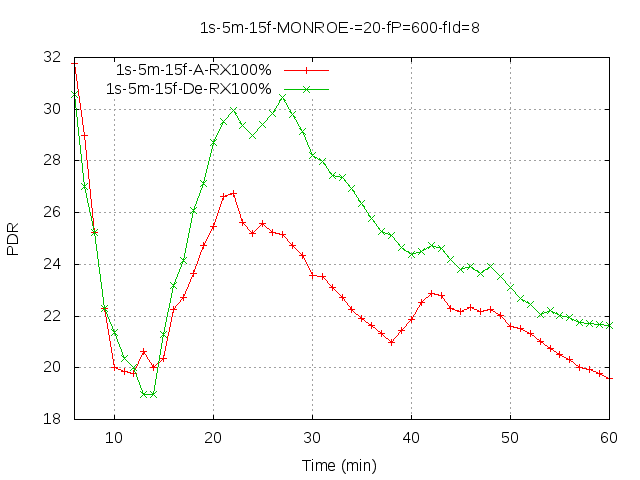 1s-5m-15f-MONROE-=20-fP=600-fId=8
32
30
28
26
24
22
20
18
PDR
1s-5m-15f-A-RX100%
1s-5m-15f-De-RX100%
10 20 30 40 50 60
Time (min)